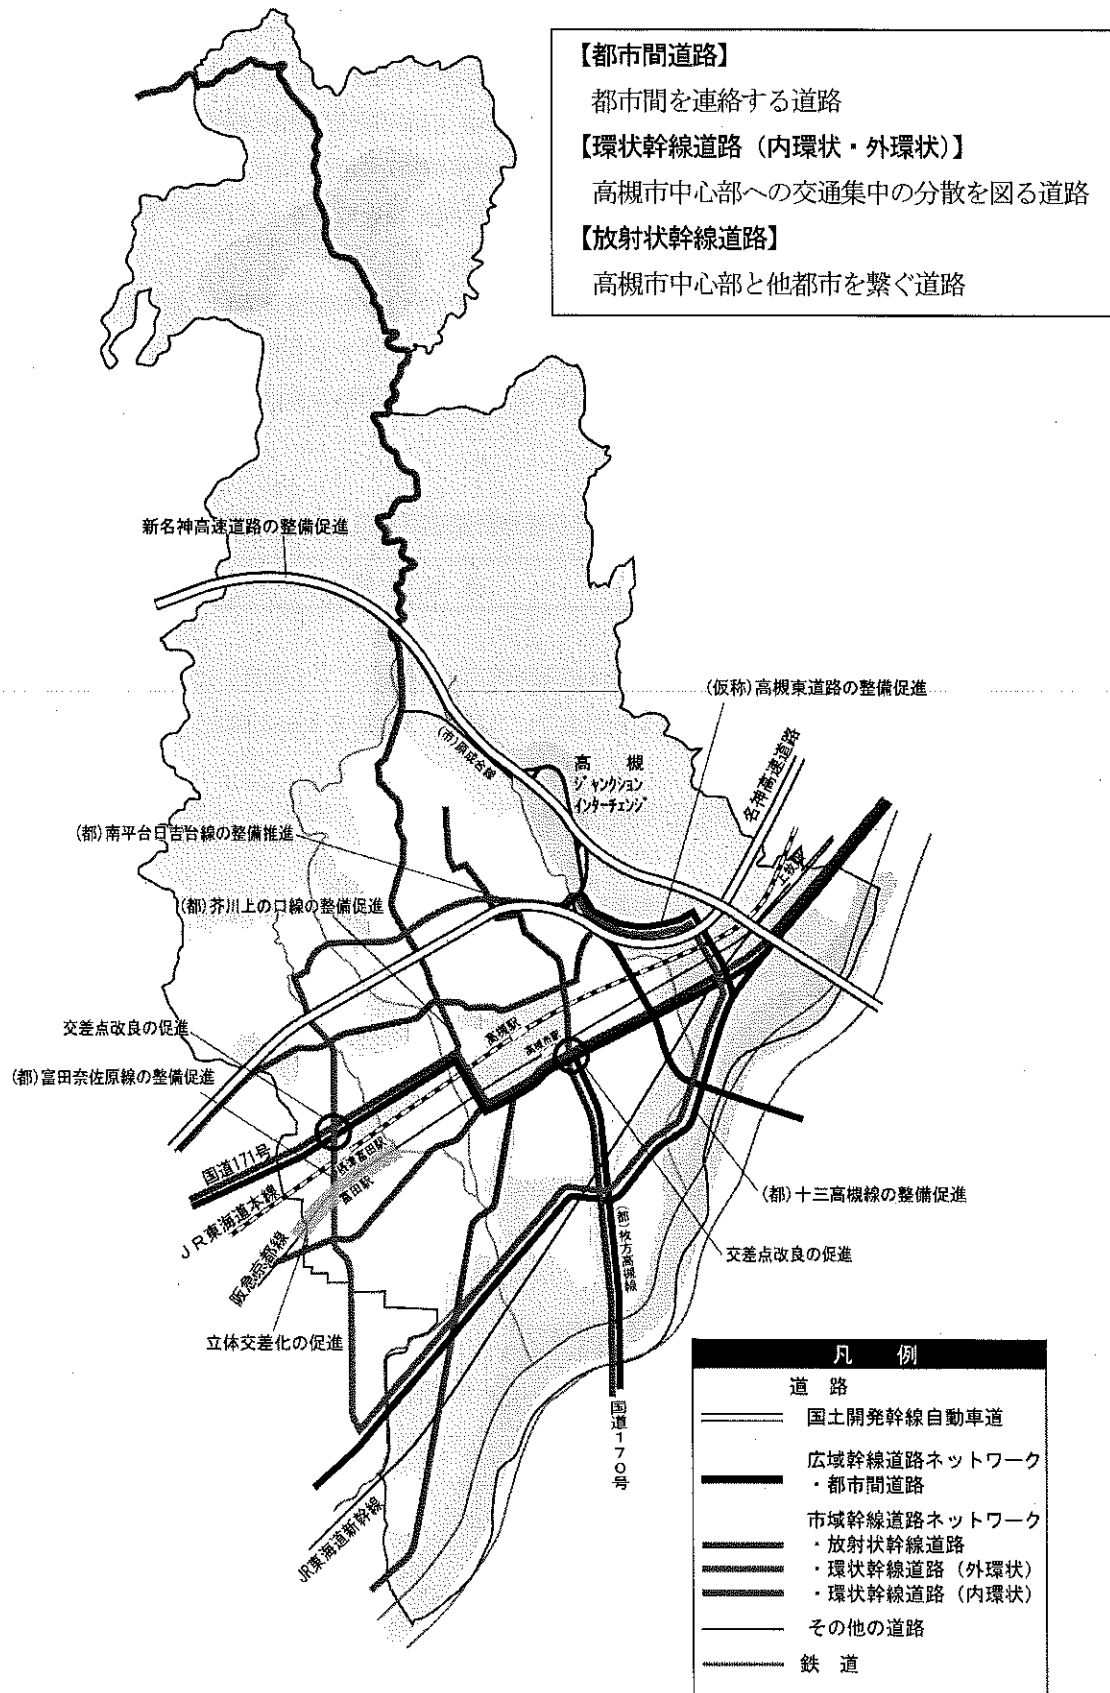 【都市間道路】
都市間を連絡する道路
【環状幹線道路（内環状・外環状）】
高槻市中心部への交通集中の分散を図る道路
【放射状幹線道路】
高槻市中心部と他都市を繋ぐ道路
新名神高速道路の整備促進
(仮称)高槻東道路の整備促進
(市)原成合線
高　槻
ジャンクション
インターチェンジ
名神高速道路
(都)南平台日吉台線の整備推進
上牧駅
(都)芥川上の口線の整備促進
交差点改良の促進
高槻駅
高槻市駅
(都)富田奈佐原線の整備促進
国道171号
摂津富田駅
富田駅
JR東海道本線
(都)十三高槻線の整備促進
(都)牧方高槻線
阪急京都線
交差点改良の促進
立体交差化の促進
国道170号
JR東海道新幹線
凡　例
道　路
国土開発幹線自動車道
広域幹線道路ネットワーク
・都市間道路
市域幹線道路ネットワーク
・放射状幹線道路
・環状幹線道路（外環状）
・環状幹線道路（内環状）
その他の道路
鉄　道